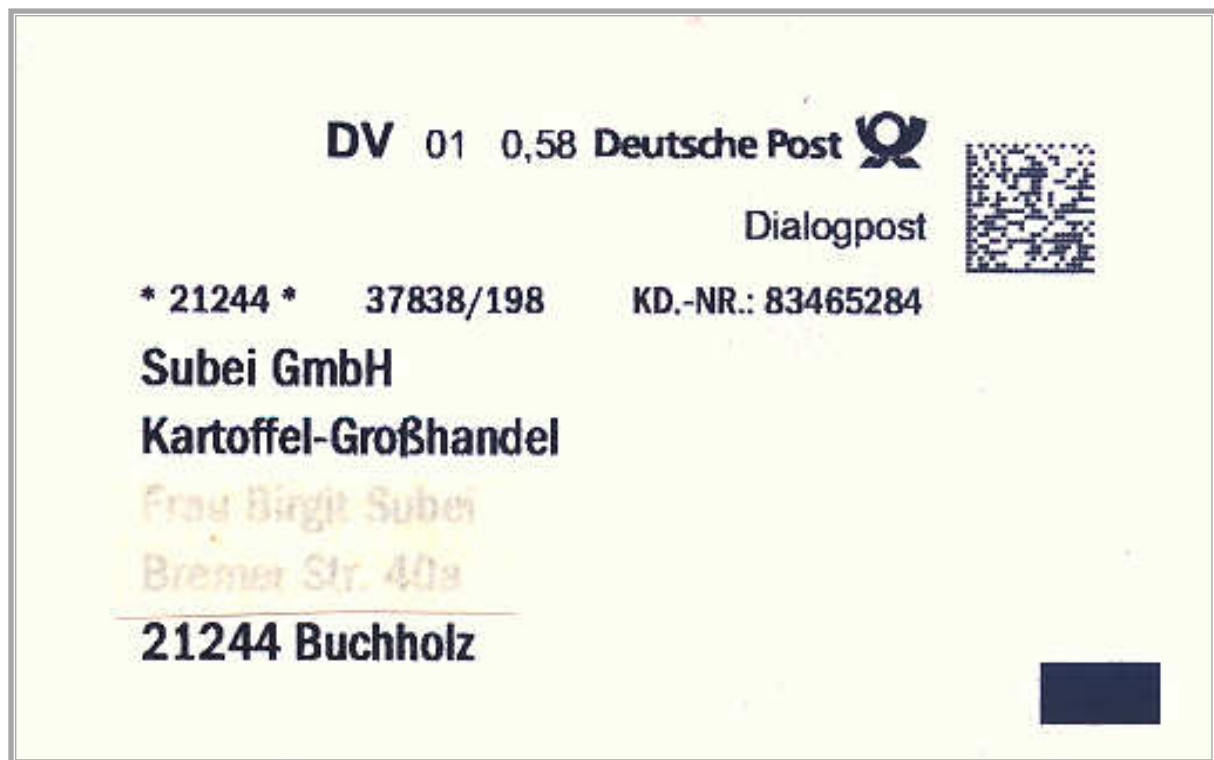 DV 01 0,58 Deutsche Post
Dialogpost
* 21244 * 37838/198 KD.-NR.: 83465284
Subei GmbH
Kartoffel-Großhandel
Frau Birgit Subei
Bremer Str. 40a
21244 Buchholz